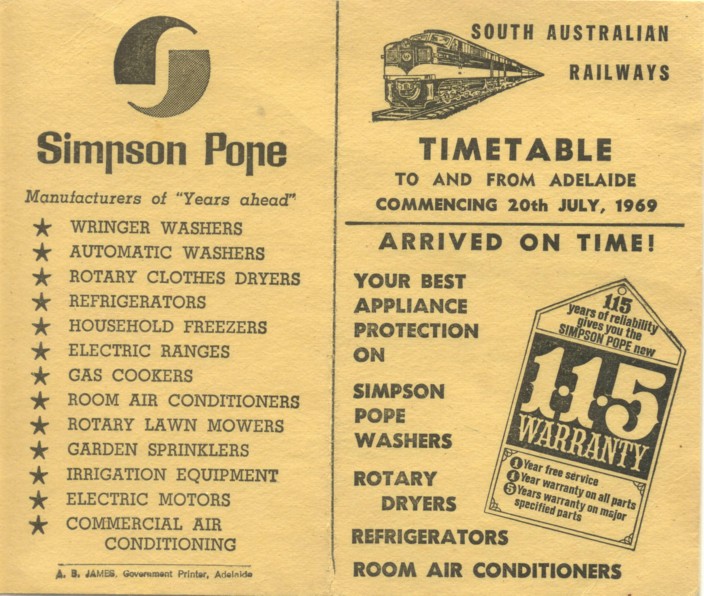 Simpson Pope
Manufacturers of "Years ahead"
★ WRINGER WASHERS
★ AUTOMATIC WASHERS
★ ROTARY CLOTHES DRYERS
★ REFRIGERATORS
★ HOUSEHOLD FREEZERS
★ ELECTRIC RANGES
★ GAS COOKERS
★ ROOM AIR CONDITIONERS
★ ROTARY LAWN MOWERS
★ GARDEN SPRINKLERS
★ IRRIGATION EQUIPMENT
★ ELECTRIC MOTORS
★ COMMERCIAL AIR
CONDITIONING
A. B. JAMES. Government Printer, Adelaide
SOUTH AUSTRALIAN
RAILWAYS
TIMETABLE
TO AND FROM ADELAIDE
COMMENCING 20th JULY, 1969
ARRIVED ON TIME!
YOUR BEST
APPLIANCE
PROTECTION
ON
SIMPSON
POPE
WASHERS
ROTARY
DRYERS
REFRIGERATORS
ROOM AIR CONDITIONERS
115
years of reliability
gives you the
SIMPSON POPE new
1·1·5
WARRANTY
1 Year free service
1 Year warranty on all parts
5 Years warranty on major
specified parts